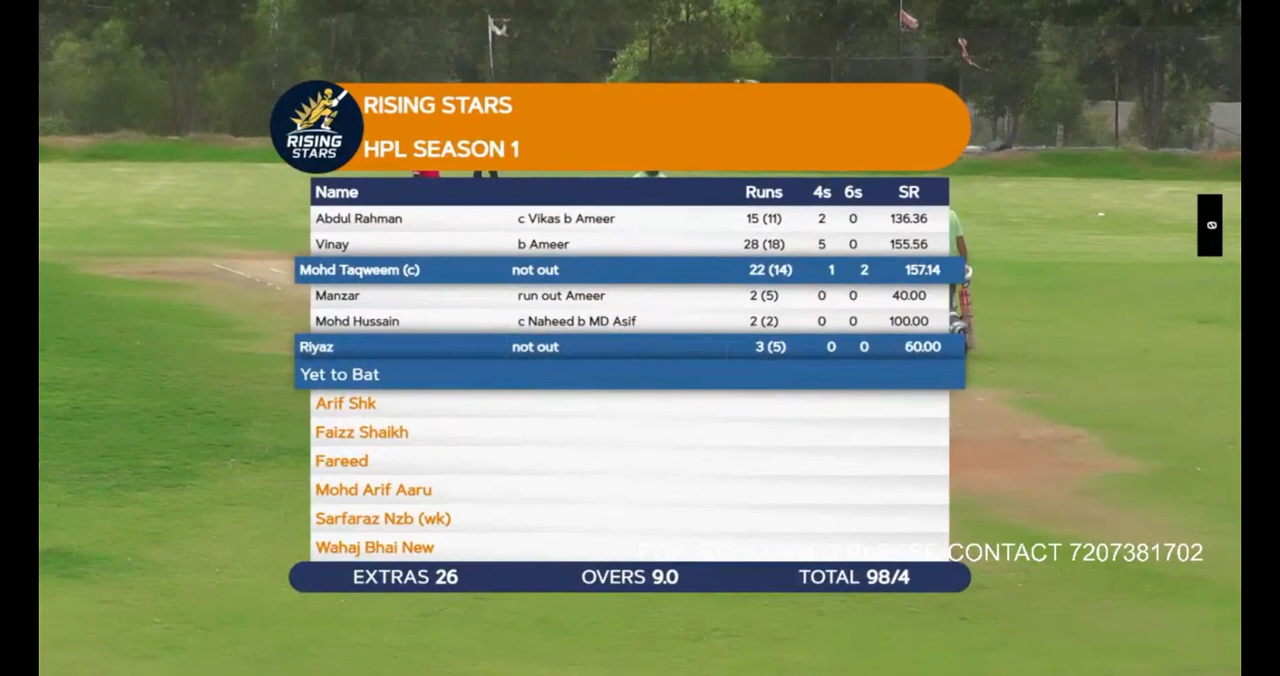 RISING STARS
HPL SEASON 1
RISING
STARS
Name Runs 4s 6s SR
Abdul Rahman c Vikas b Ameer 15 (11) 2 0 136.36
Vinay b Ameer 28 (18) 5 0 155.56
Mohd Taqweem (c) not out 22 (14) 1 2 157.14
Manzar run out Ameer 2 (5) 0 0 40.00
Mohd Hussain c Naheed b MD Asif 2 (2) 0 0 100.00
Riyaz not out 3 (5) 0 0 60.00
Yet to Bat
Arif Shk
Faizz Shaikh
Fareed
Mohd Arif Aaru
Sarfaraz Nzb (wk)
Wahaj Bhai New
CONTACT 7207381702
EXTRAS 26 OVERS 9.0 TOTAL 98/4
0